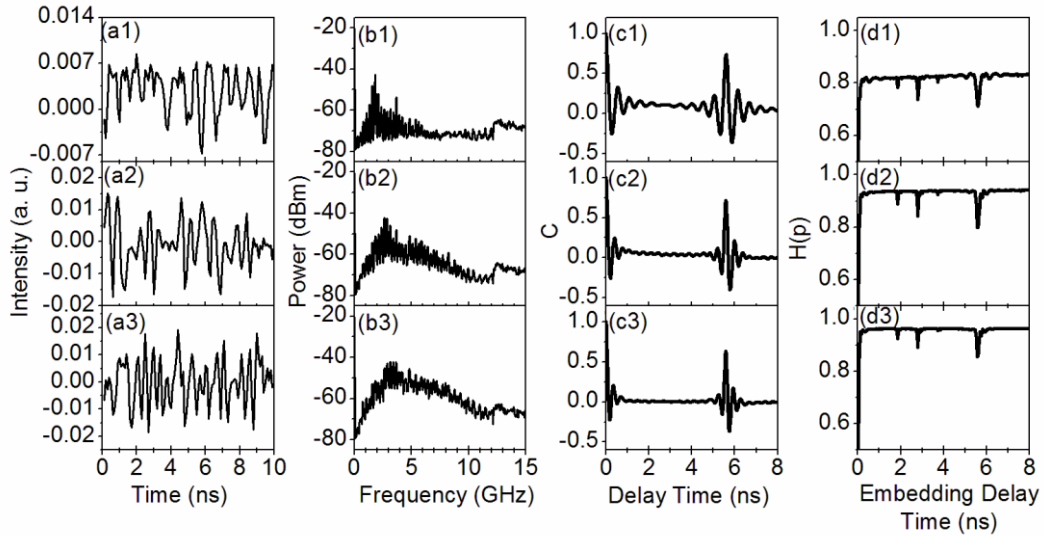 0.014
0.007
0.000
-0.007
(a1)
-20
-40
-60
-80
(b1)
1.0
0.5
0.0
-0.5
(c1)
1.0
0.8
0.6
(d1)
Intensity (a. u.)
0.02
0.01
0.00
-0.01
-0.02
(a2)
Power (dBm)
-20
-40
-60
-80
(b2)
C
1.0
0.5
0.0
-0.5
(c2)
H(p)
1.0
0.8
0.6
(d2)
0.02
0.01
0.00
-0.01
-0.02
(a3)
-20
-40
-60
-80
(b3)
1.0
0.5
0.0
-0.5
(c3)
1.0
0.8
0.6
(d3)
0 2 4 6 8 10
0 5 10 15
0 2 4 6 8
0 2 4 6 8
Time (ns)
Frequency (GHz)
Delay Time (ns)
Embedding Delay
Time (ns)